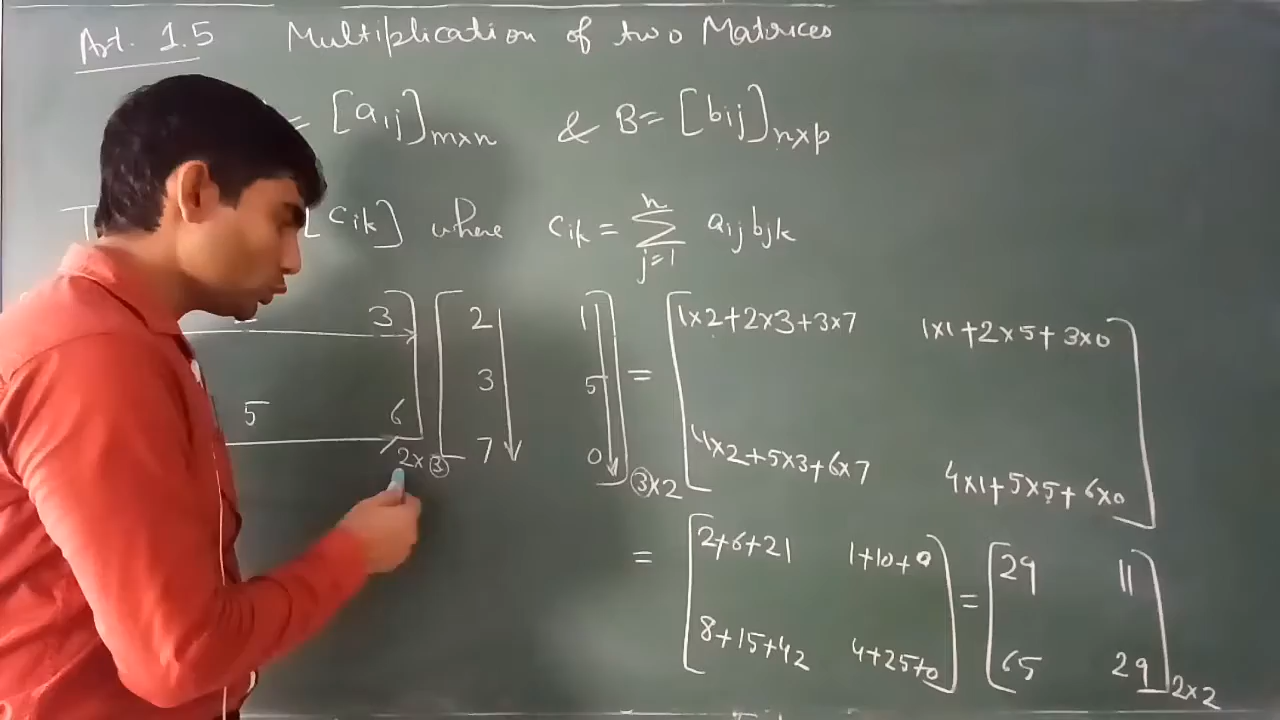 Art. 1.5 Multiplication of two Matrices
= [aij]m×n & B = [bij]n×p
[cik] where cik = Σ aij bjk
n
j=1
3 2 1 1×2+2×3+3×7 1×1+2×5+3×0
3 5 =
5 6 7 0 4×2+5×3+6×7 4×1+5×5+6×0
2×3 3×2
= [2+6+21 1+10+0 = [29 11
8+15+42 4+25+0] 65 29]2×2